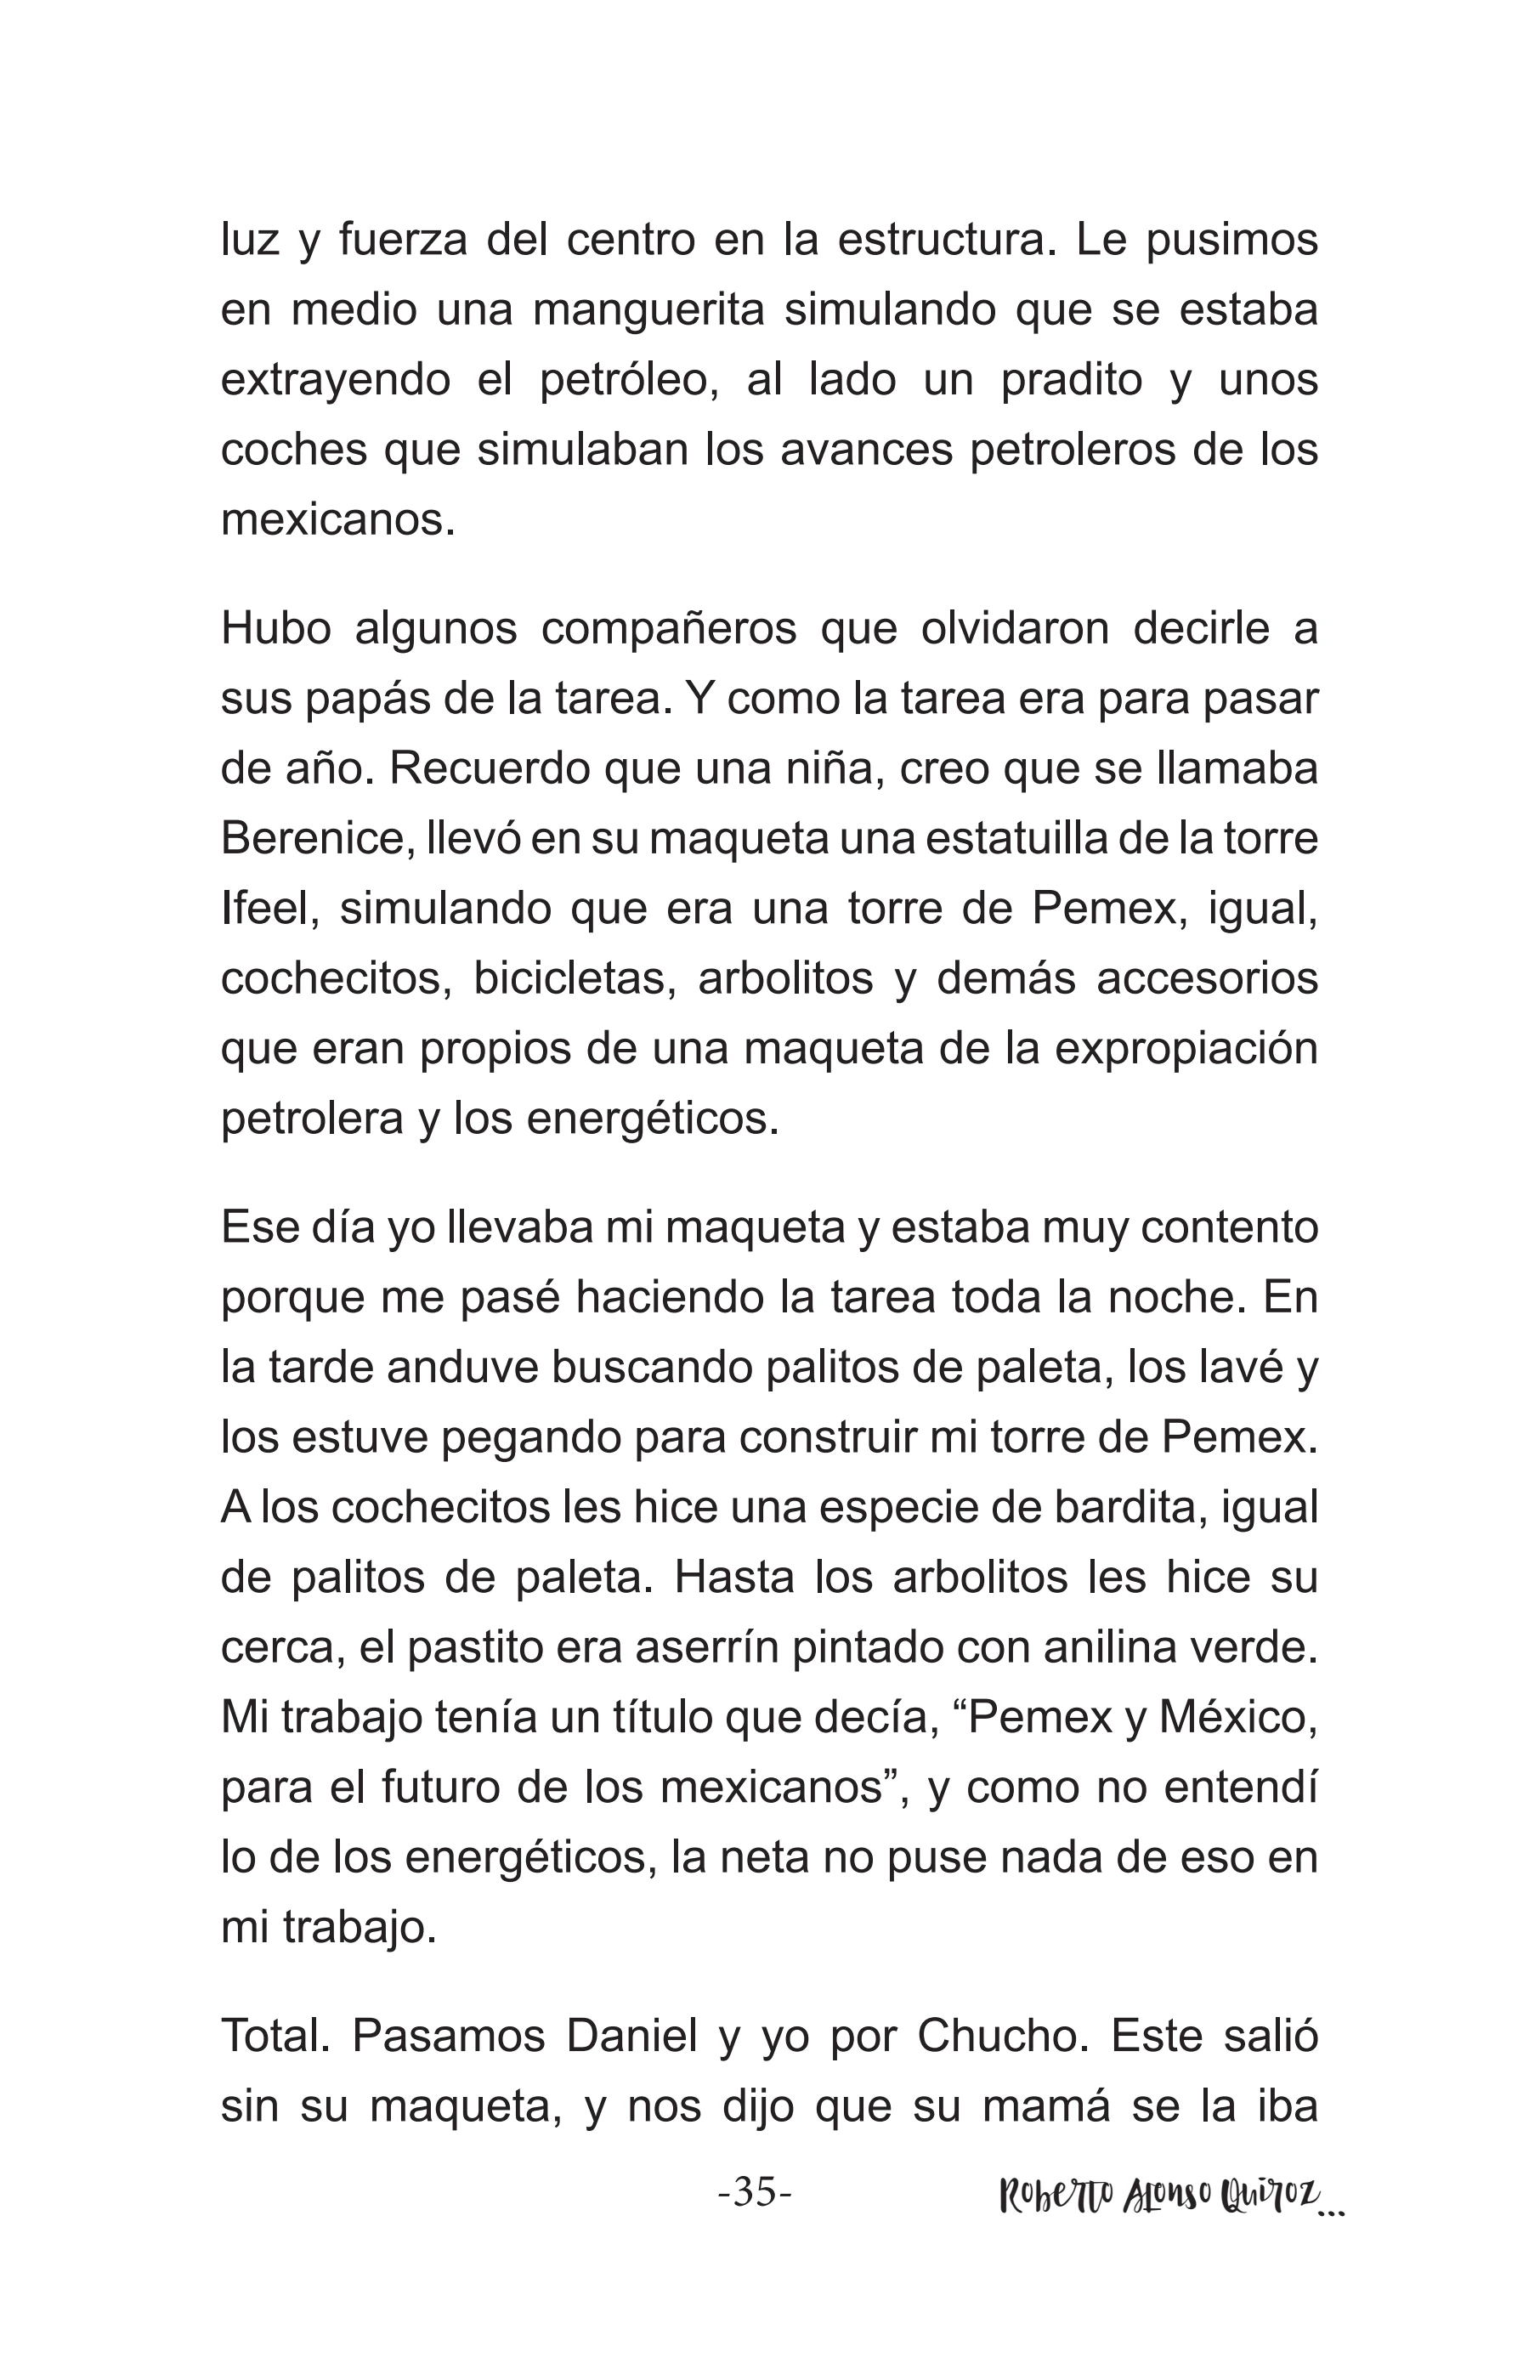 luz y fuerza del centro en la estructura. Le pusimos
en medio una manguerita simulando que se estaba
extrayendo el petróleo, al lado un pradito y unos
coches que simulaban los avances petroleros de los
mexicanos.
Hubo algunos compañeros que olvidaron decirle a
sus papás de la tarea. Y como la tarea era para pasar
de año. Recuerdo que una niña, creo que se llamaba
Berenice, llevó en su maqueta una estatuilla de la torre
Ifeel, simulando que era una torre de Pemex, igual,
cochecitos, bicicletas, arbolitos y demás accesorios
que eran propios de una maqueta de la expropiación
petrolera y los energéticos.
Ese día yo llevaba mi maqueta y estaba muy contento
porque me pasé haciendo la tarea toda la noche. En
la tarde anduve buscando palitos de paleta, los lavé y
los estuve pegando para construir mi torre de Pemex.
A los cochecitos les hice una especie de bardita, igual
de palitos de paleta. Hasta los arbolitos les hice su
cerca, el pastito era aserrín pintado con anilina verde.
Mi trabajo tenía un título que decía, “Pemex y México,
para el futuro de los mexicanos”, y como no entendí
lo de los energéticos, la neta no puse nada de eso en
mi trabajo.
Total. Pasamos Daniel y yo por Chucho. Este salió
sin su maqueta, y nos dijo que su mamá se la iba
-35- Roberto Alonso Quiroz...